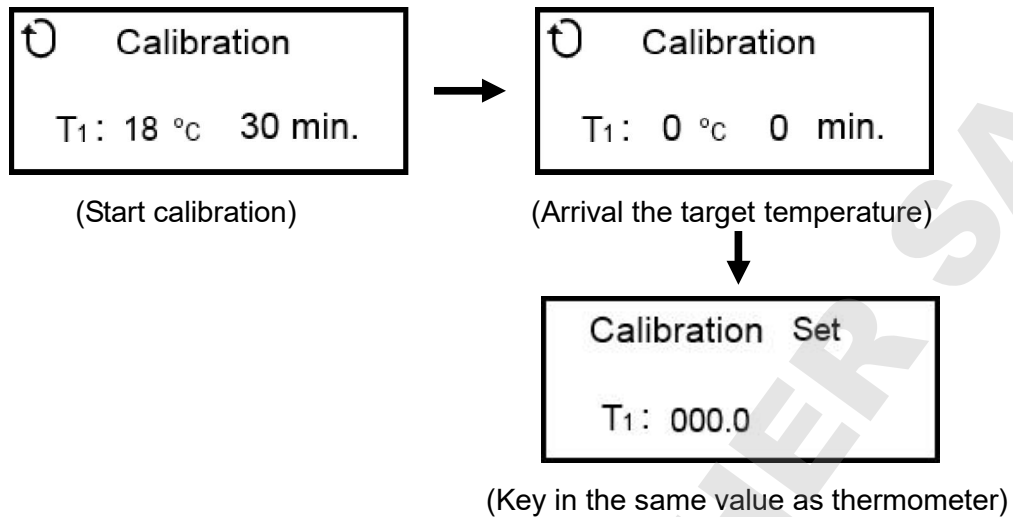 Calibration
T1: 18 °C 30 min.
(Start calibration)
Calibration
T1: 0 °C 0 min.
(Arrival the target temperature)
Calibration Set
T1: 000.0
(Key in the same value as thermometer)